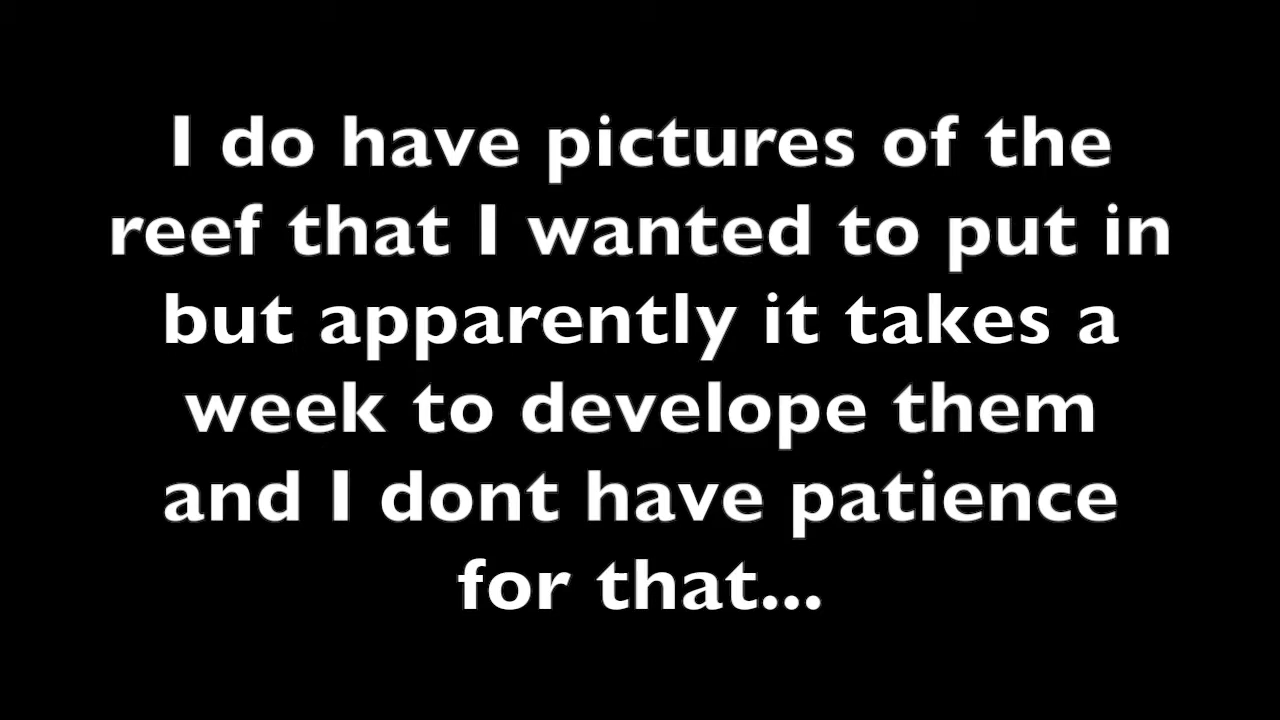 I do have pictures of the
reef that I wanted to put in
but apparently it takes a
week to develope them
and I dont have patience
for that...